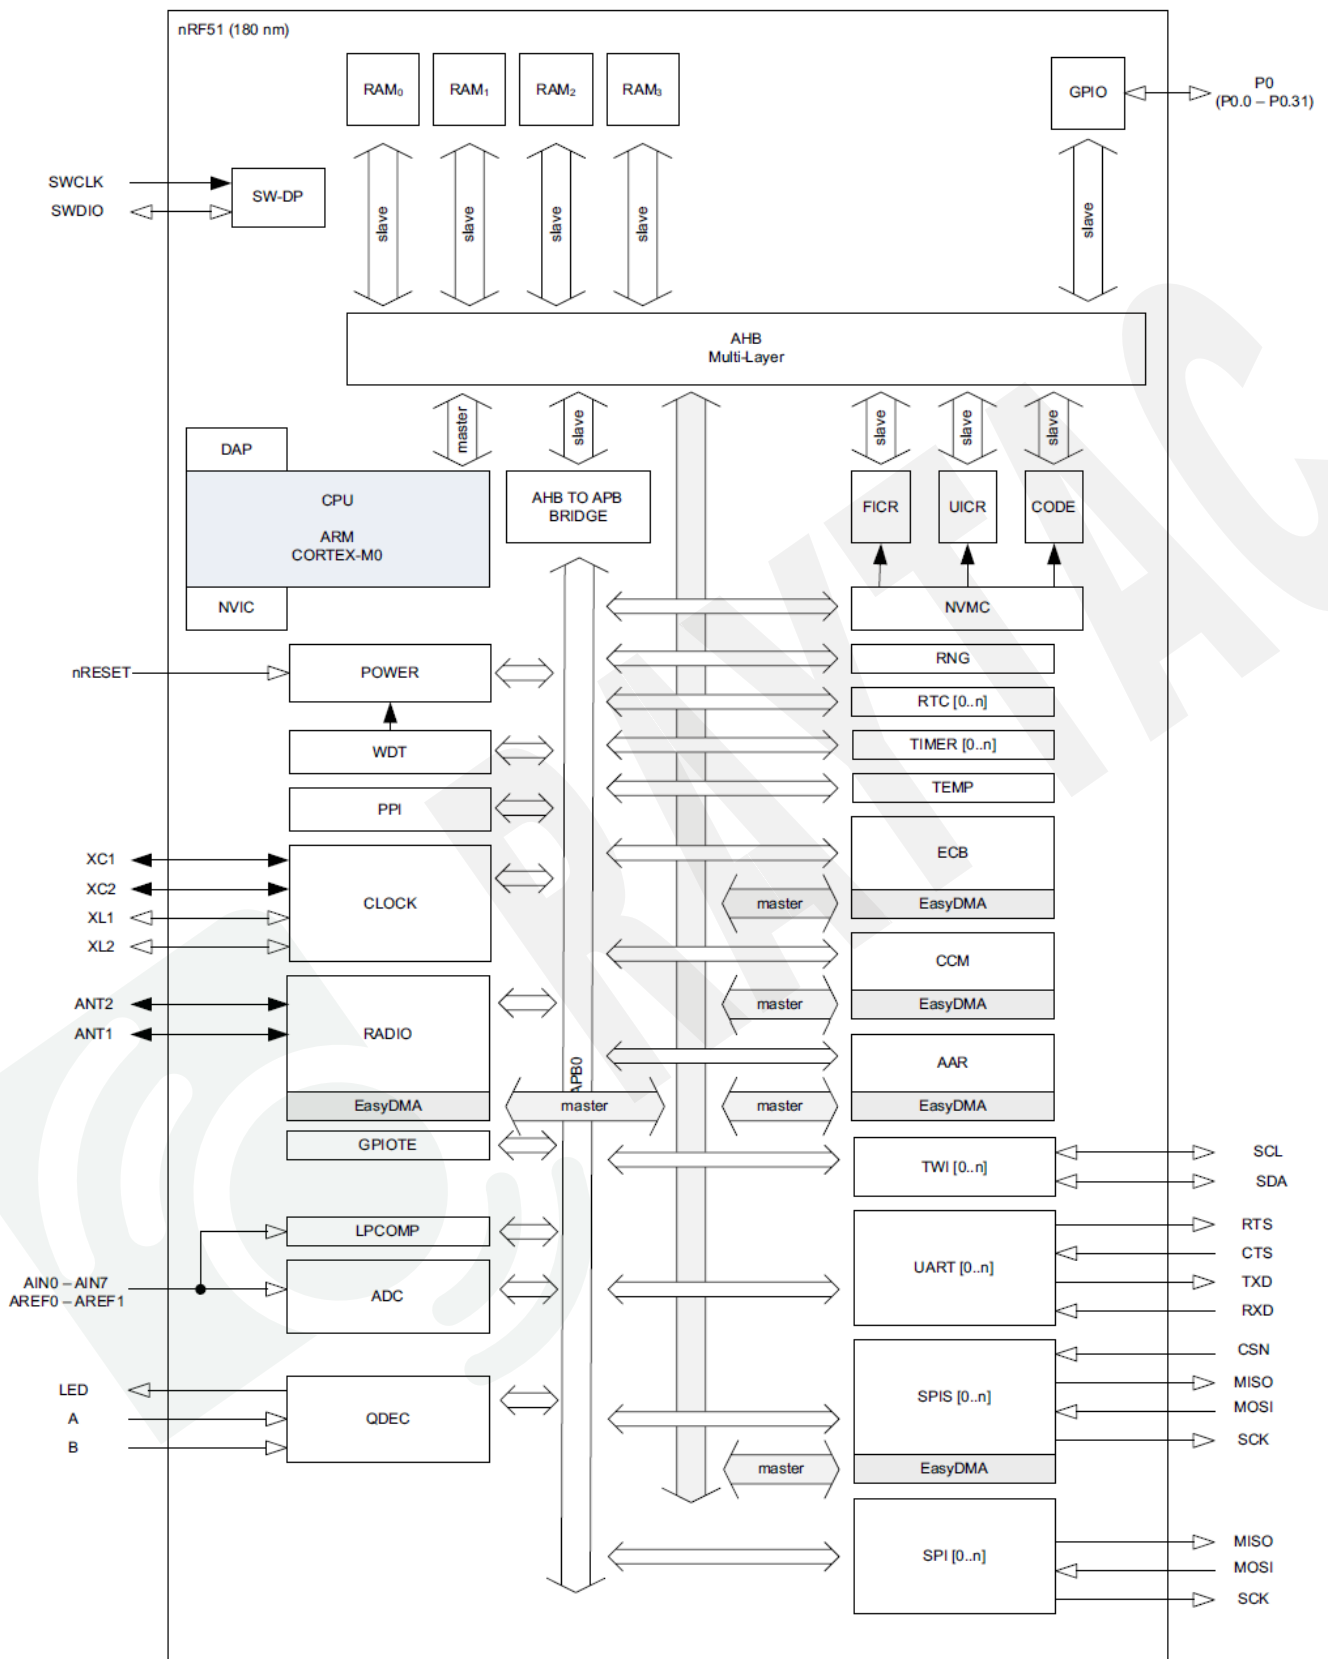 nRF51 (180 nm)
RAM0
RAM1
RAM2
RAM3
GPIO
P0
(P0.0 – P0.31)
SWCLK
SWDIO
SW-DP
slave
slave
slave
slave
slave
AHB
Multi-Layer
master
slave
slave
slave
slave
DAP
CPU
ARM
CORTEX-M0
NVIC
AHB TO APB
BRIDGE
FICR
UICR
CODE
NVMC
nRESET
POWER
RNG
RTC [0..n]
WDT
TIMER [0..n]
PPI
TEMP
XC1
XC2
XL1
XL2
CLOCK
ECB
master
EasyDMA
CCM
master
EasyDMA
ANT2
ANT1
RADIO
EasyDMA
APB0
master
AAR
master
EasyDMA
GPIOTE
TWI [0..n]
SCL
SDA
LPCOMP
AIN0 – AIN7
AREF0 – AREF1
ADC
UART [0..n]
RTS
CTS
TXD
RXD
LED
A
B
QDEC
SPIS [0..n]
CSN
MISO
MOSI
SCK
master
EasyDMA
SPI [0..n]
MISO
MOSI
SCK
RAYTAC